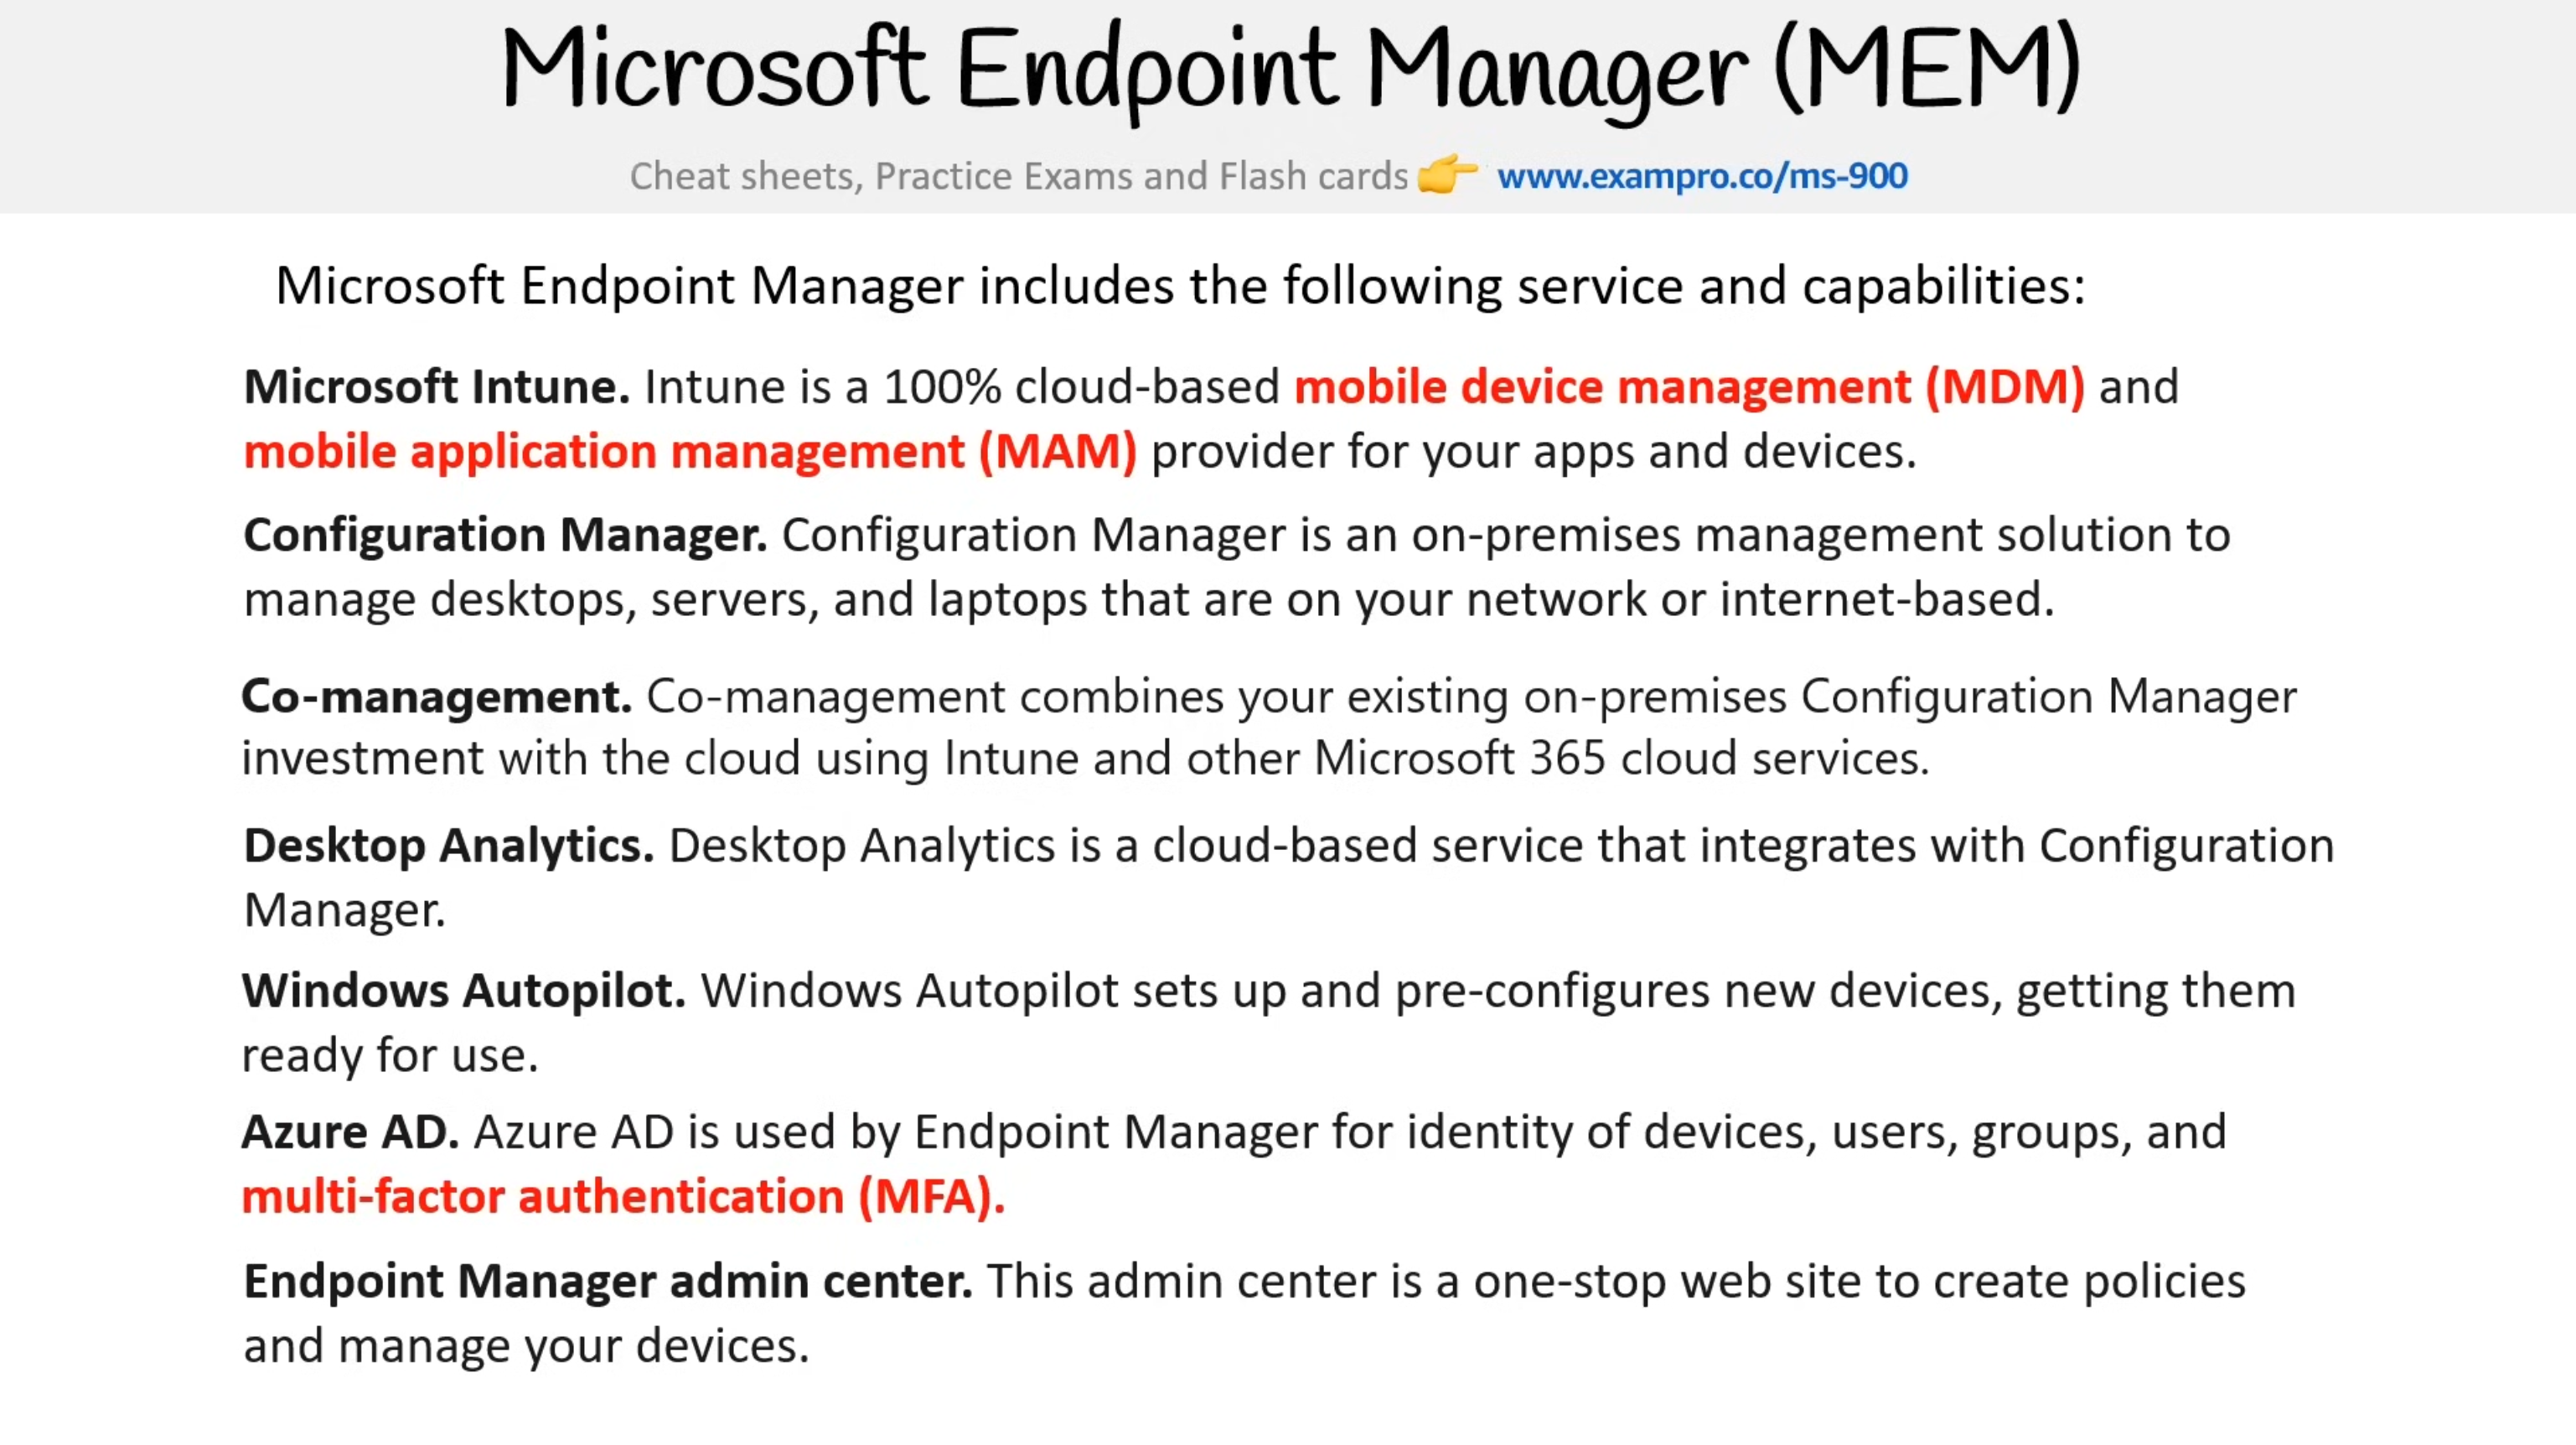 Microsoft Endpoint Manager (MEM)
Cheat sheets, Practice Exams and Flash cards 👉 www.exampro.co/ms-900
Microsoft Endpoint Manager includes the following service and capabilities:
Microsoft Intune. Intune is a 100% cloud-based mobile device management (MDM) and
mobile application management (MAM) provider for your apps and devices.
Configuration Manager. Configuration Manager is an on-premises management solution to
manage desktops, servers, and laptops that are on your network or internet-based.
Co-management. Co-management combines your existing on-premises Configuration Manager
investment with the cloud using Intune and other Microsoft 365 cloud services.
Desktop Analytics. Desktop Analytics is a cloud-based service that integrates with Configuration
Manager.
Windows Autopilot. Windows Autopilot sets up and pre-configures new devices, getting them
ready for use.
Azure AD. Azure AD is used by Endpoint Manager for identity of devices, users, groups, and
multi-factor authentication (MFA).
Endpoint Manager admin center. This admin center is a one-stop web site to create policies
and manage your devices.